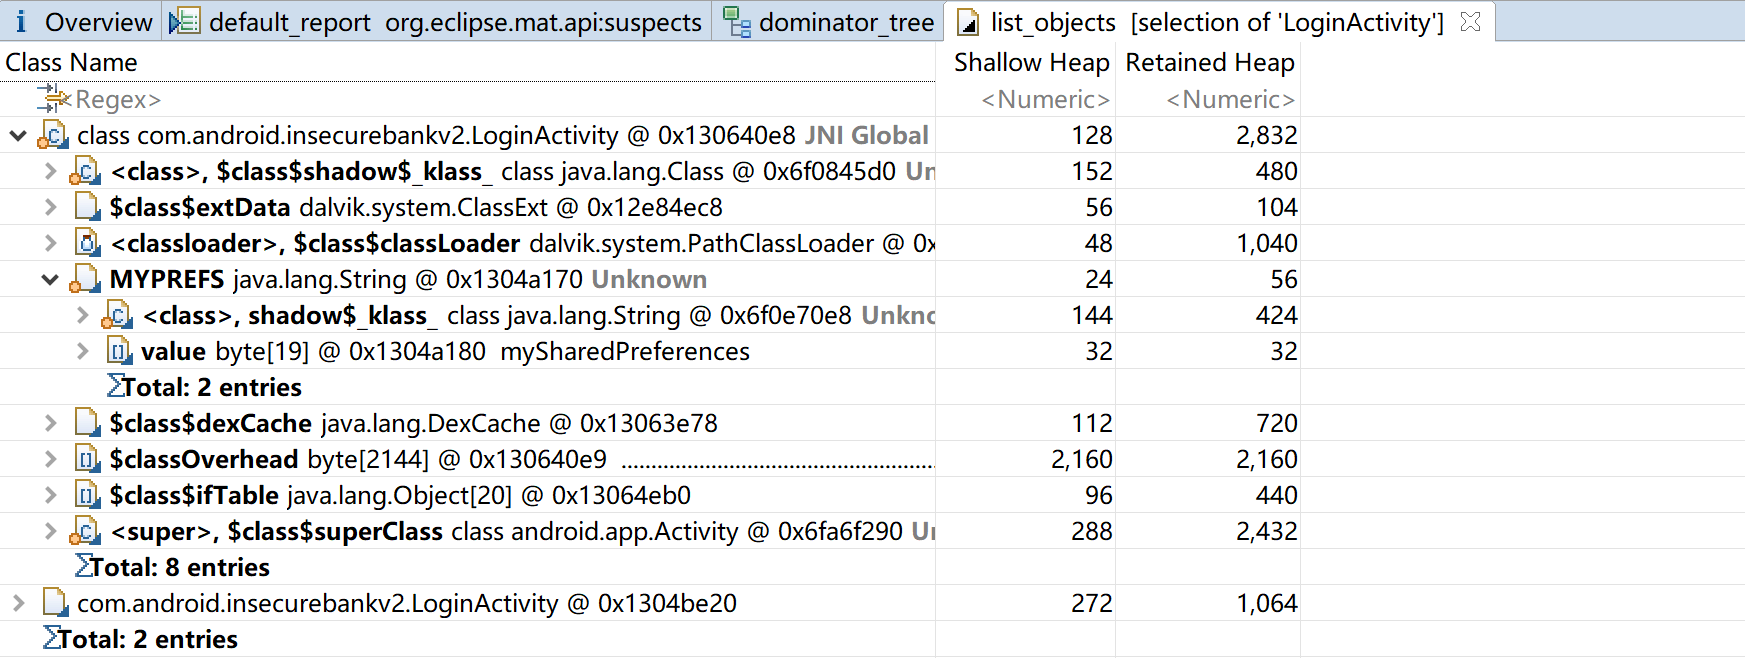 i Overview default_report org.eclipse.mat.api:suspects dominator_tree list_objects [selection of 'LoginActivity']
Class Name Shallow Heap Retained Heap
<Regex> <Numeric> <Numeric>
class com.android.insecurebankv2.LoginActivity @ 0x130640e8 JNI Global 128 2,832
<class>, $class$shadow$_klass_ class java.lang.Class @ 0x6f0845d0 Un 152 480
$class$extData dalvik.system.ClassExt @ 0x12e84ec8 56 104
<classloader>, $class$classLoader dalvik.system.PathClassLoader @ 0x 48 1,040
MYPREFS java.lang.String @ 0x1304a170 Unknown 24 56
<class>, shadow$_klass_ class java.lang.String @ 0x6f0e70e8 Unkno 144 424
value byte[19] @ 0x1304a180 mySharedPreferences 32 32
Total: 2 entries
$class$dexCache java.lang.DexCache @ 0x13063e78 112 720
$classOverhead byte[2144] @ 0x130640e9 ............................................... 2,160 2,160
$class$ifTable java.lang.Object[20] @ 0x13064eb0 96 440
<super>, $class$superClass class android.app.Activity @ 0x6fa6f290 Un 288 2,432
Total: 8 entries
com.android.insecurebankv2.LoginActivity @ 0x1304be20 272 1,064
Total: 2 entries